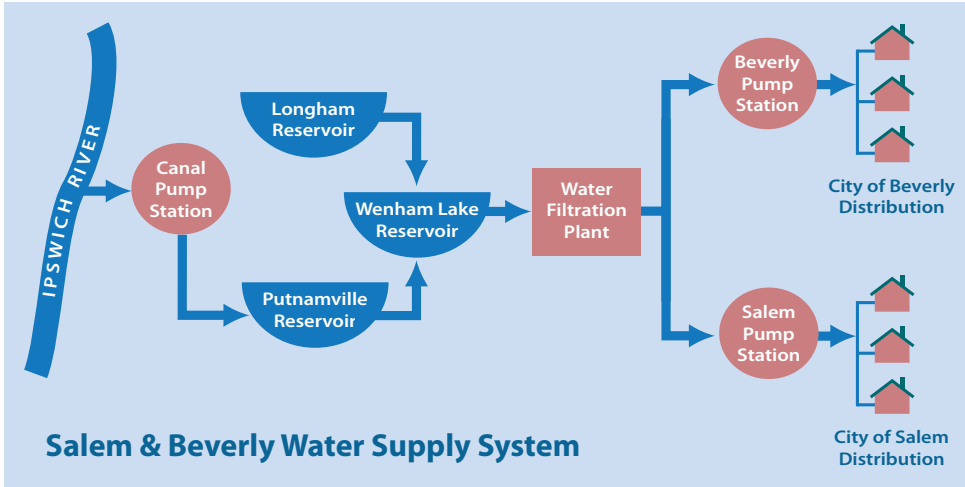 IPSWICH RIVER
Canal
Pump
Station
Longham
Reservoir
Putnamville
Reservoir
Wenham Lake
Reservoir
Water
Filtration
Plant
Beverly
Pump
Station
City of Beverly
Distribution
Salem
Pump
Station
City of Salem
Distribution
Salem & Beverly Water Supply System